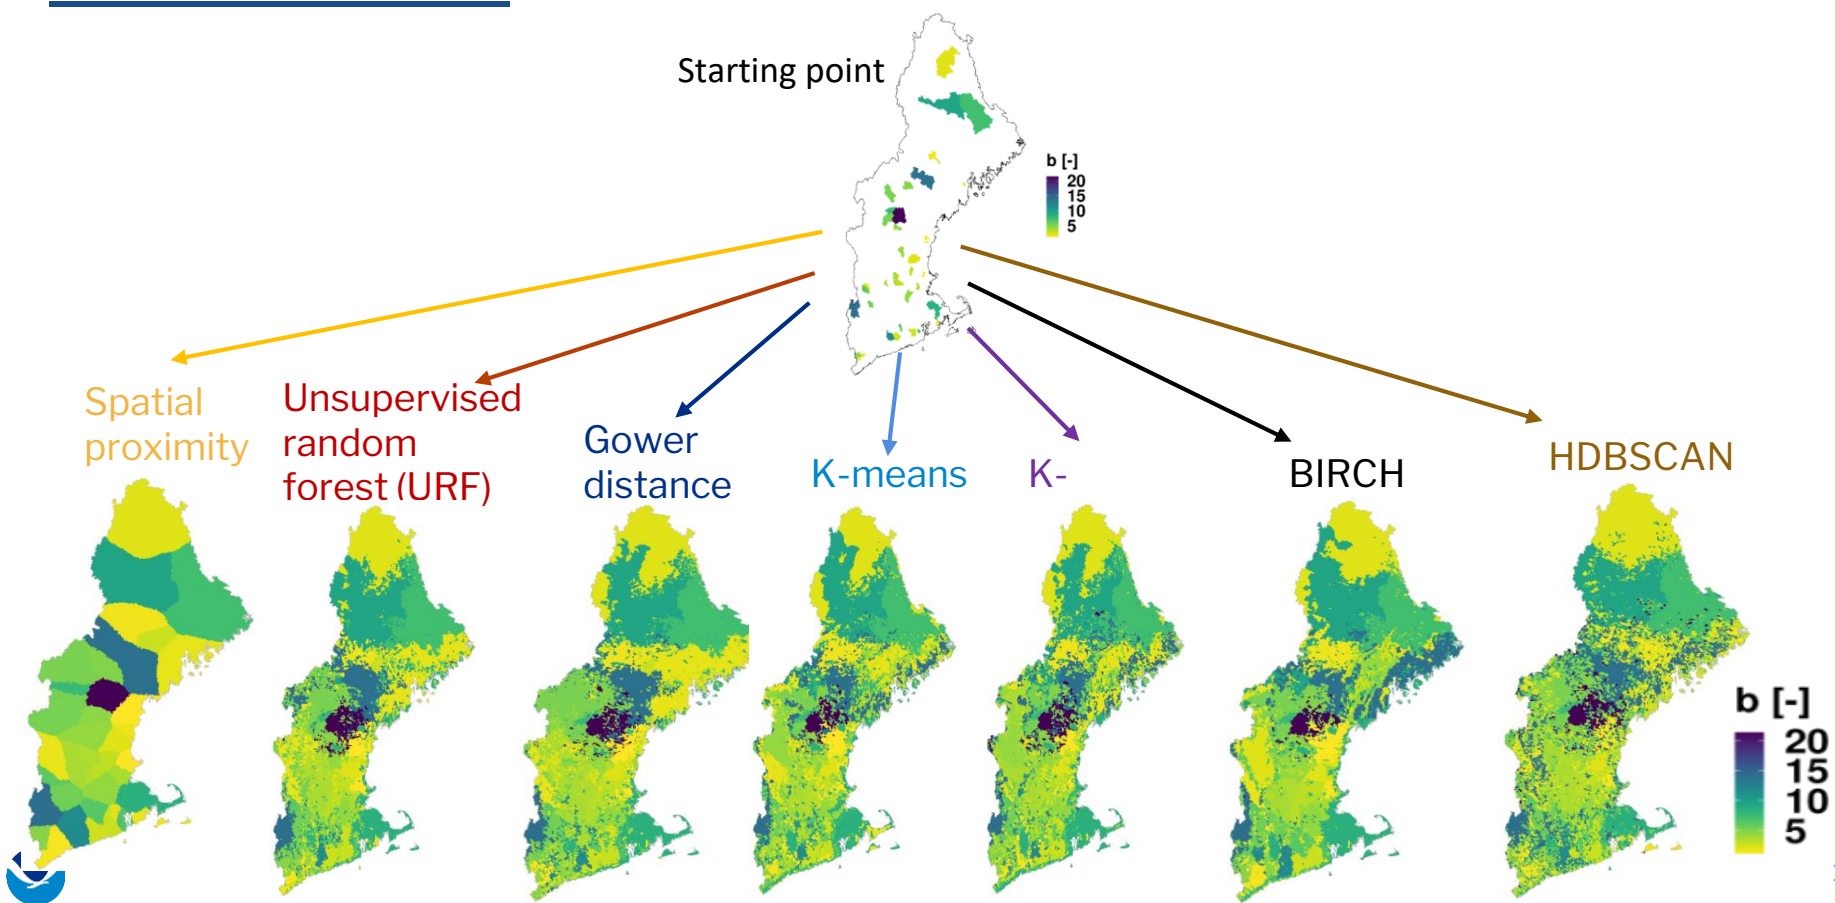 Starting point
b [-]
20
15
10
5
Spatial
proximity
Unsupervised
random
forest (URF)
Gower
distance
K-means
K-
BIRCH
HDBSCAN
b [-]
20
15
10
5